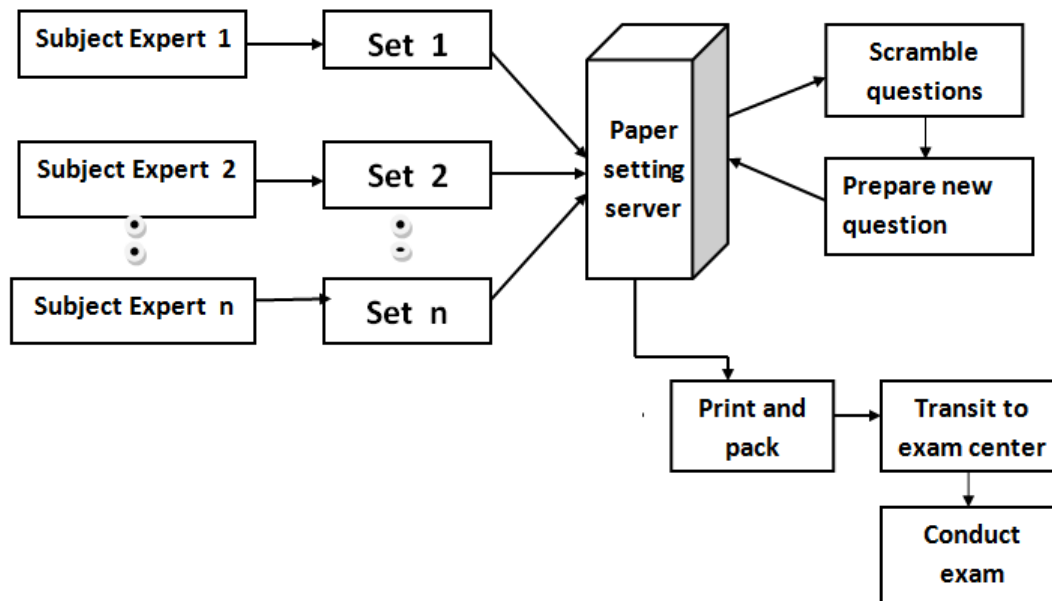 Subject Expert 1
Set 1
Subject Expert 2
Set 2
Subject Expert n
Set n
Paper
setting
server
Scramble
questions
Prepare new
question
Print and
pack
Transit to
exam center
Conduct
exam